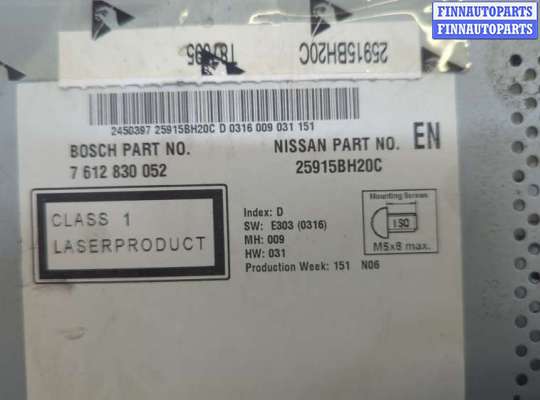 FINNAUTOPARTS
FINNAUTOPARTS
25915BH20C
2450397 25915BH20C D 0316 009 031 151
BOSCH PART NO.
7 612 830 052
NISSAN PART NO.
25915BH20C
EN
CLASS 1
LASERPRODUCT
Index: D
SW: E303 (0316)
MH: 009
HW: 031
Production Week: 151 N06
Mounting Screws
ISO
M5x8 max.